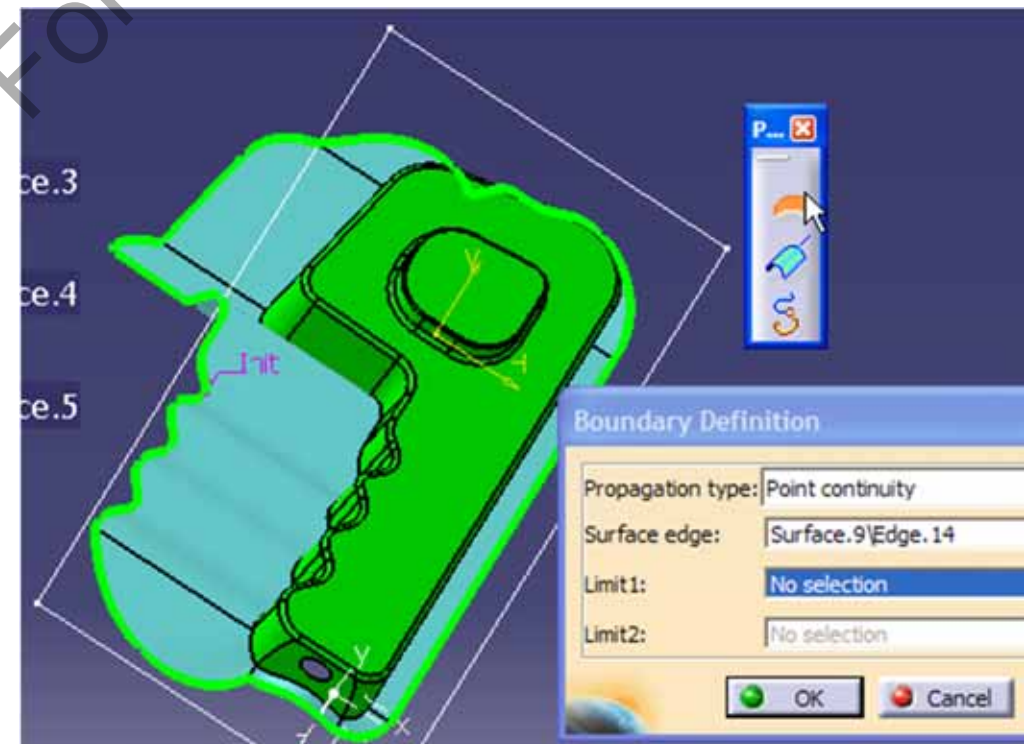 For
P...
ce.3
ce.4
Init
ce.5
Boundary Definition
Propagation type: Point continuity
Surface edge: Surface.9\Edge.14
Limit1: No selection
Limit2: No selection
OK Cancel
Y
x